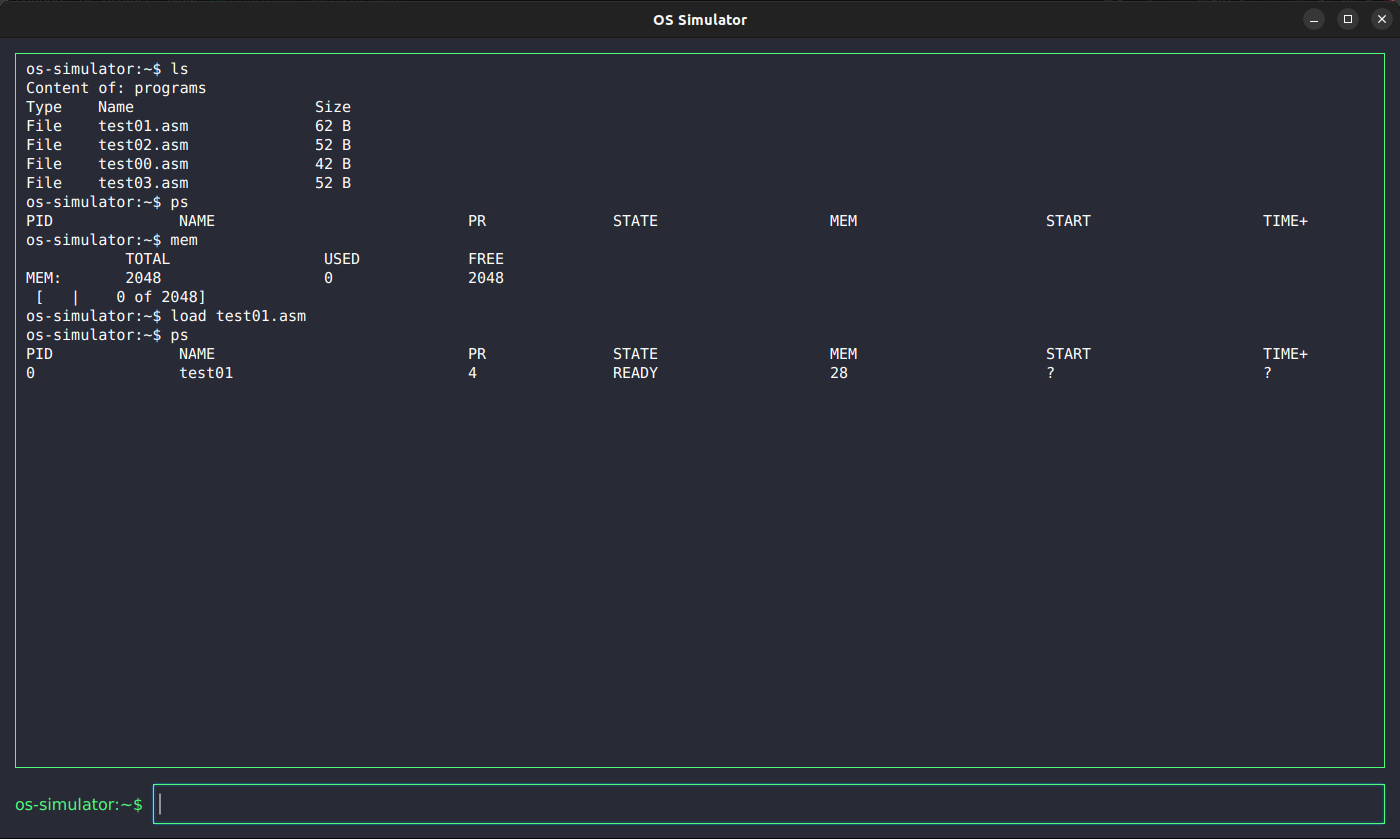 OS Simulator
os-simulator:~$ ls
Content of: programs
Type    Name                    Size
File    test01.asm              62 B
File    test02.asm              52 B
File    test00.asm              42 B
File    test03.asm              52 B
os-simulator:~$ ps
PID              NAME                            PR              STATE                   MEM                     START                   TIME+
os-simulator:~$ mem
           TOTAL                 USED            FREE
MEM:       2048                  0               2048
 [   |    0 of 2048]
os-simulator:~$ load test01.asm
os-simulator:~$ ps
PID              NAME                            PR              STATE                   MEM                     START                   TIME+
0                test01                          4               READY                   28                      ?                       ?
os-simulator:~$